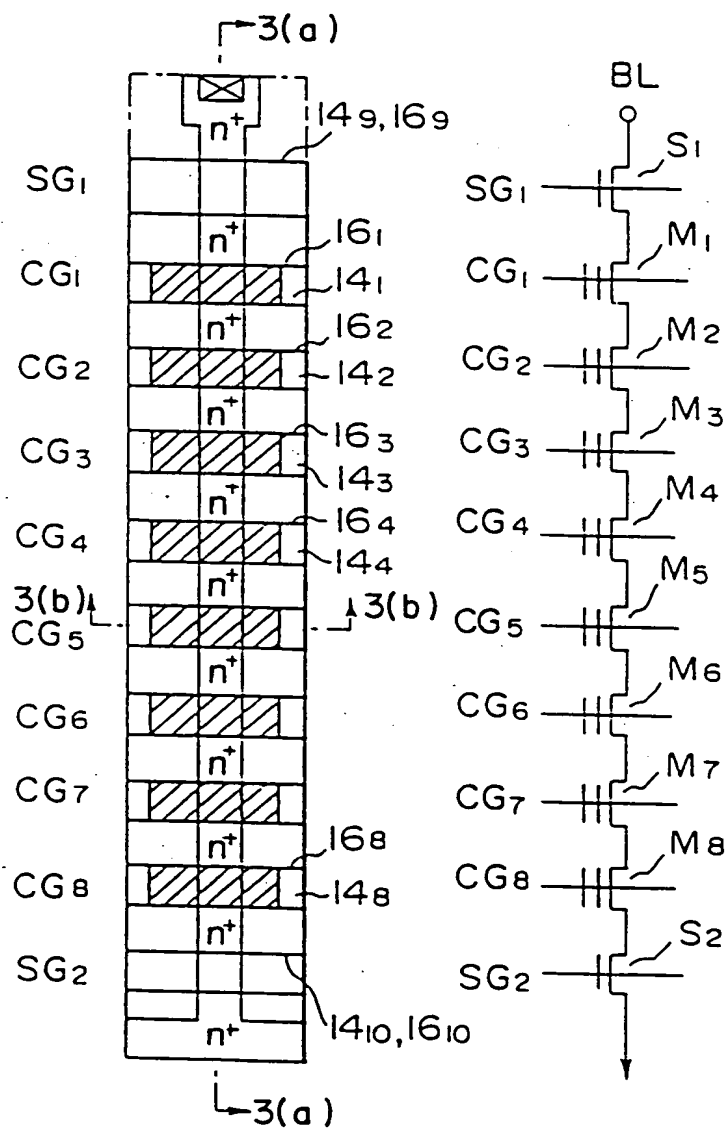 3(a)
n+
14₉,16₉
SG₁
n+
16₁
CG₁
14₁
n+
16₂
CG₂
14₂
n+
16₃
CG₃
14₃
n+
16₄
CG₄
14₄
n+
3(b)
3(b)
CG₅
n+
CG₆
n+
CG₇
n+
16₈
CG₈
14₈
n+
SG₂
n+
14₁₀,16₁₀
3(a)
BL
S₁
SG₁
M₁
CG₁
M₂
CG₂
M₃
CG₃
M₄
CG₄
M₅
CG₅
M₆
CG₆
M₇
CG₇
M₈
CG₈
S₂
SG₂